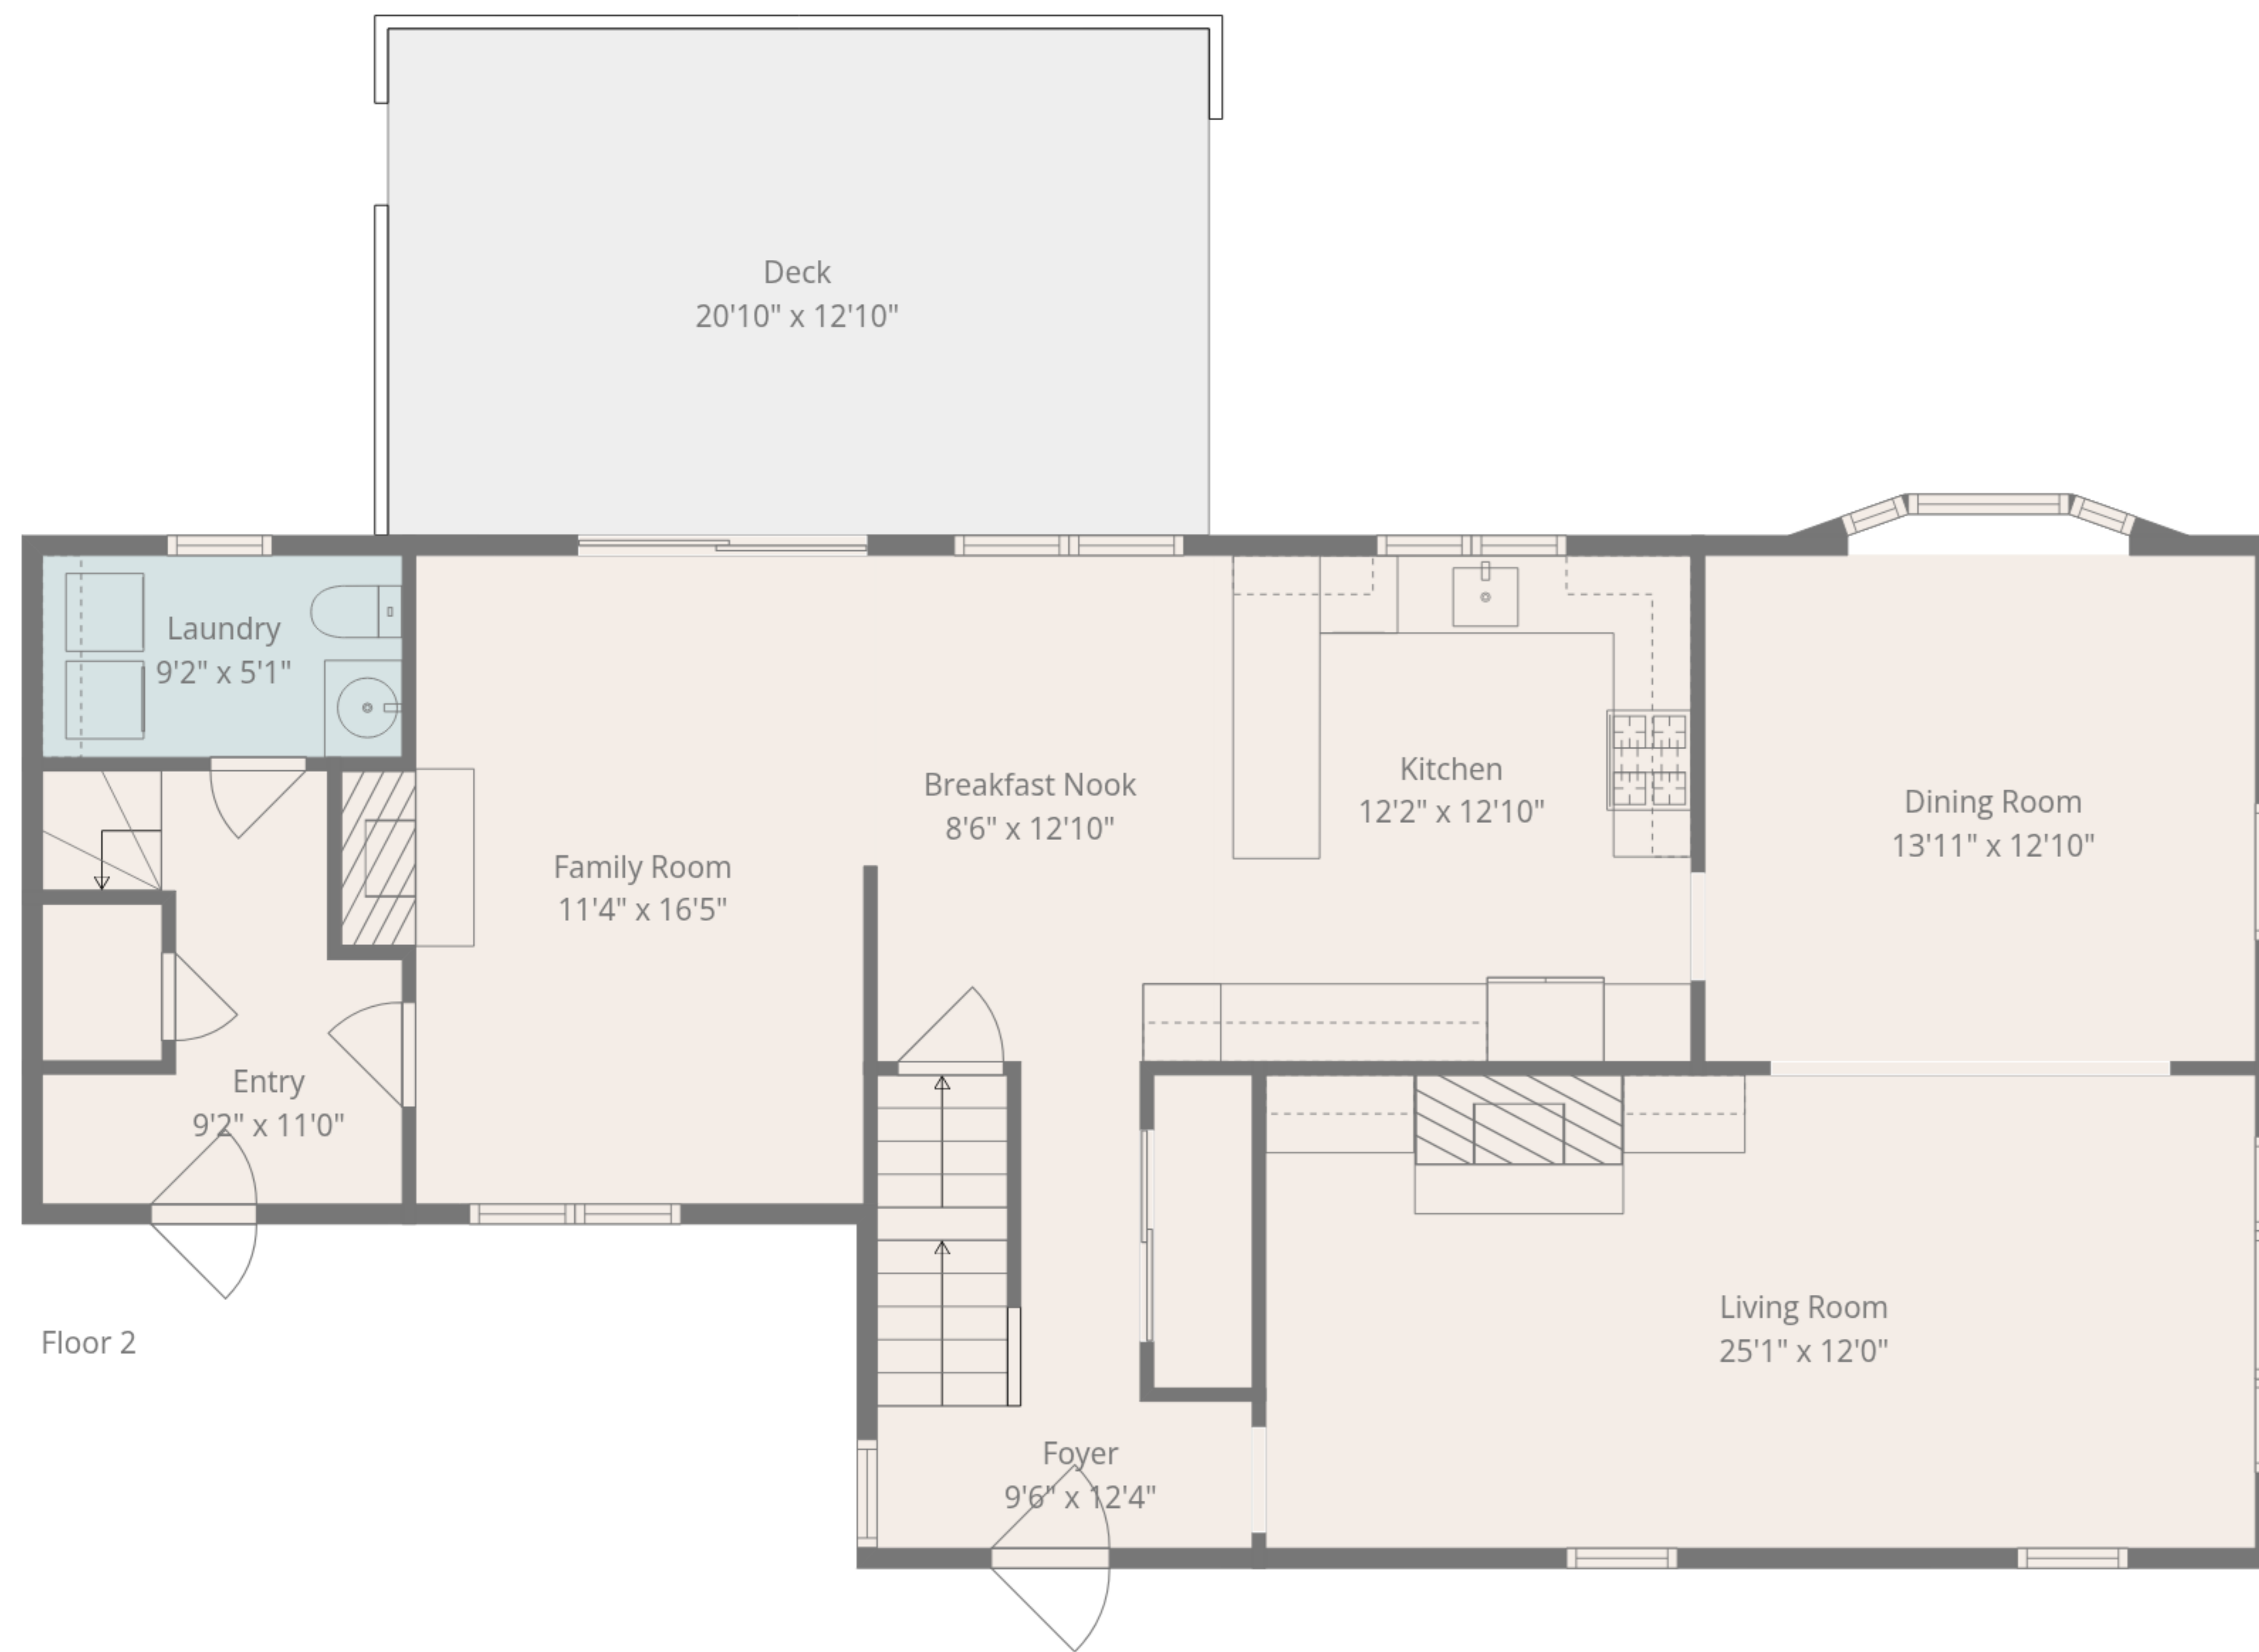 Deck
20'10" x 12'10"
Laundry
9'2" x 5'1"
Breakfast Nook
8'6" x 12'10"
Kitchen
12'2" x 12'10"
Dining Room
13'11" x 12'10"
Family Room
11'4" x 16'5"
Entry
9'2" x 11'0"
Living Room
25'1" x 12'0"
Floor 2
Foyer
9'6" x 12'4"